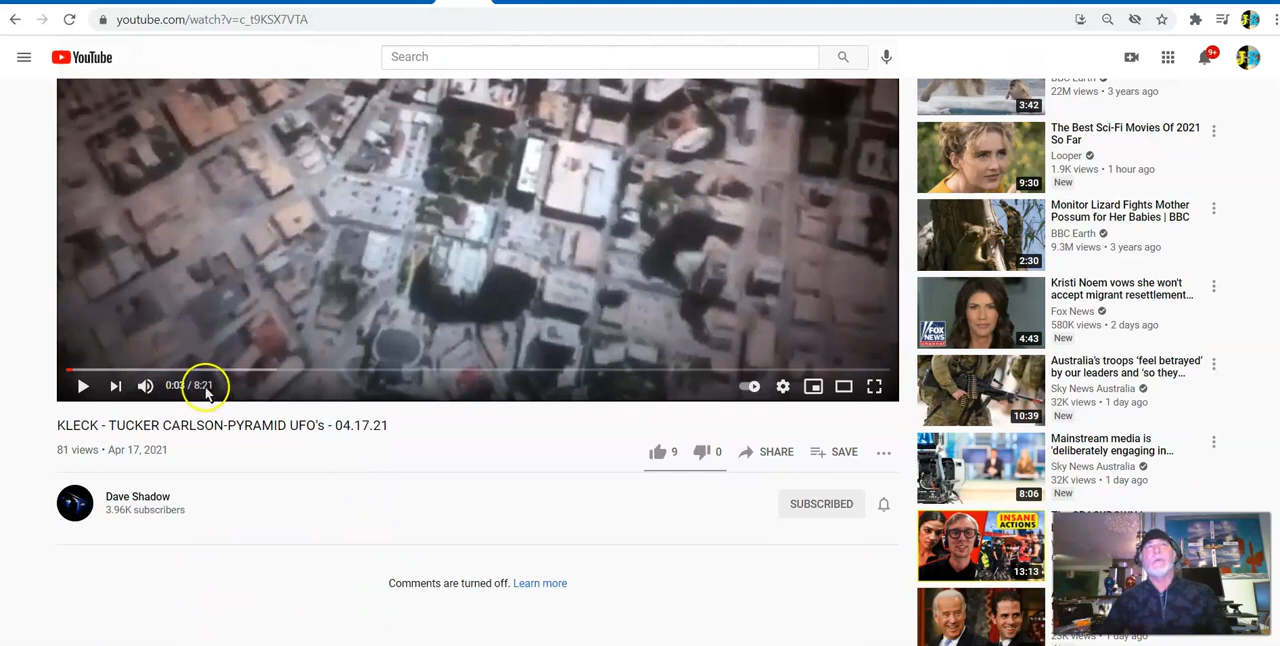 youtube.com/watch?v=c_t9KSX7VTA
YouTube
Search
9+
0:03 / 8:21
KLECK - TUCKER CARLSON-PYRAMID UFO's - 04.17.21
81 views • Apr 17, 2021
9
0
SHARE
SAVE
Dave Shadow
3.96K subscribers
SUBSCRIBED
Comments are turned off. Learn more
BBC Earth
22M views • 3 years ago
3:42
The Best Sci-Fi Movies Of 2021
So Far
Looper
1.9K views • 1 hour ago
New
9:30
Monitor Lizard Fights Mother
Possum for Her Babies | BBC
BBC Earth
9.3M views • 3 years ago
2:30
Kristi Noem vows she won't
accept migrant resettlement...
Fox News
580K views • 2 days ago
FOX
NEWS
4:43
Australia's troops 'feel betrayed'
by our leaders and 'so they...
Sky News Australia
32K views • 1 day ago
New
10:39
Mainstream media is
'deliberately engaging in...
Sky News Australia
32K views • 1 day ago
New
8:06
INSANE
ACTIONS
13:13
23K views • 1 day ago